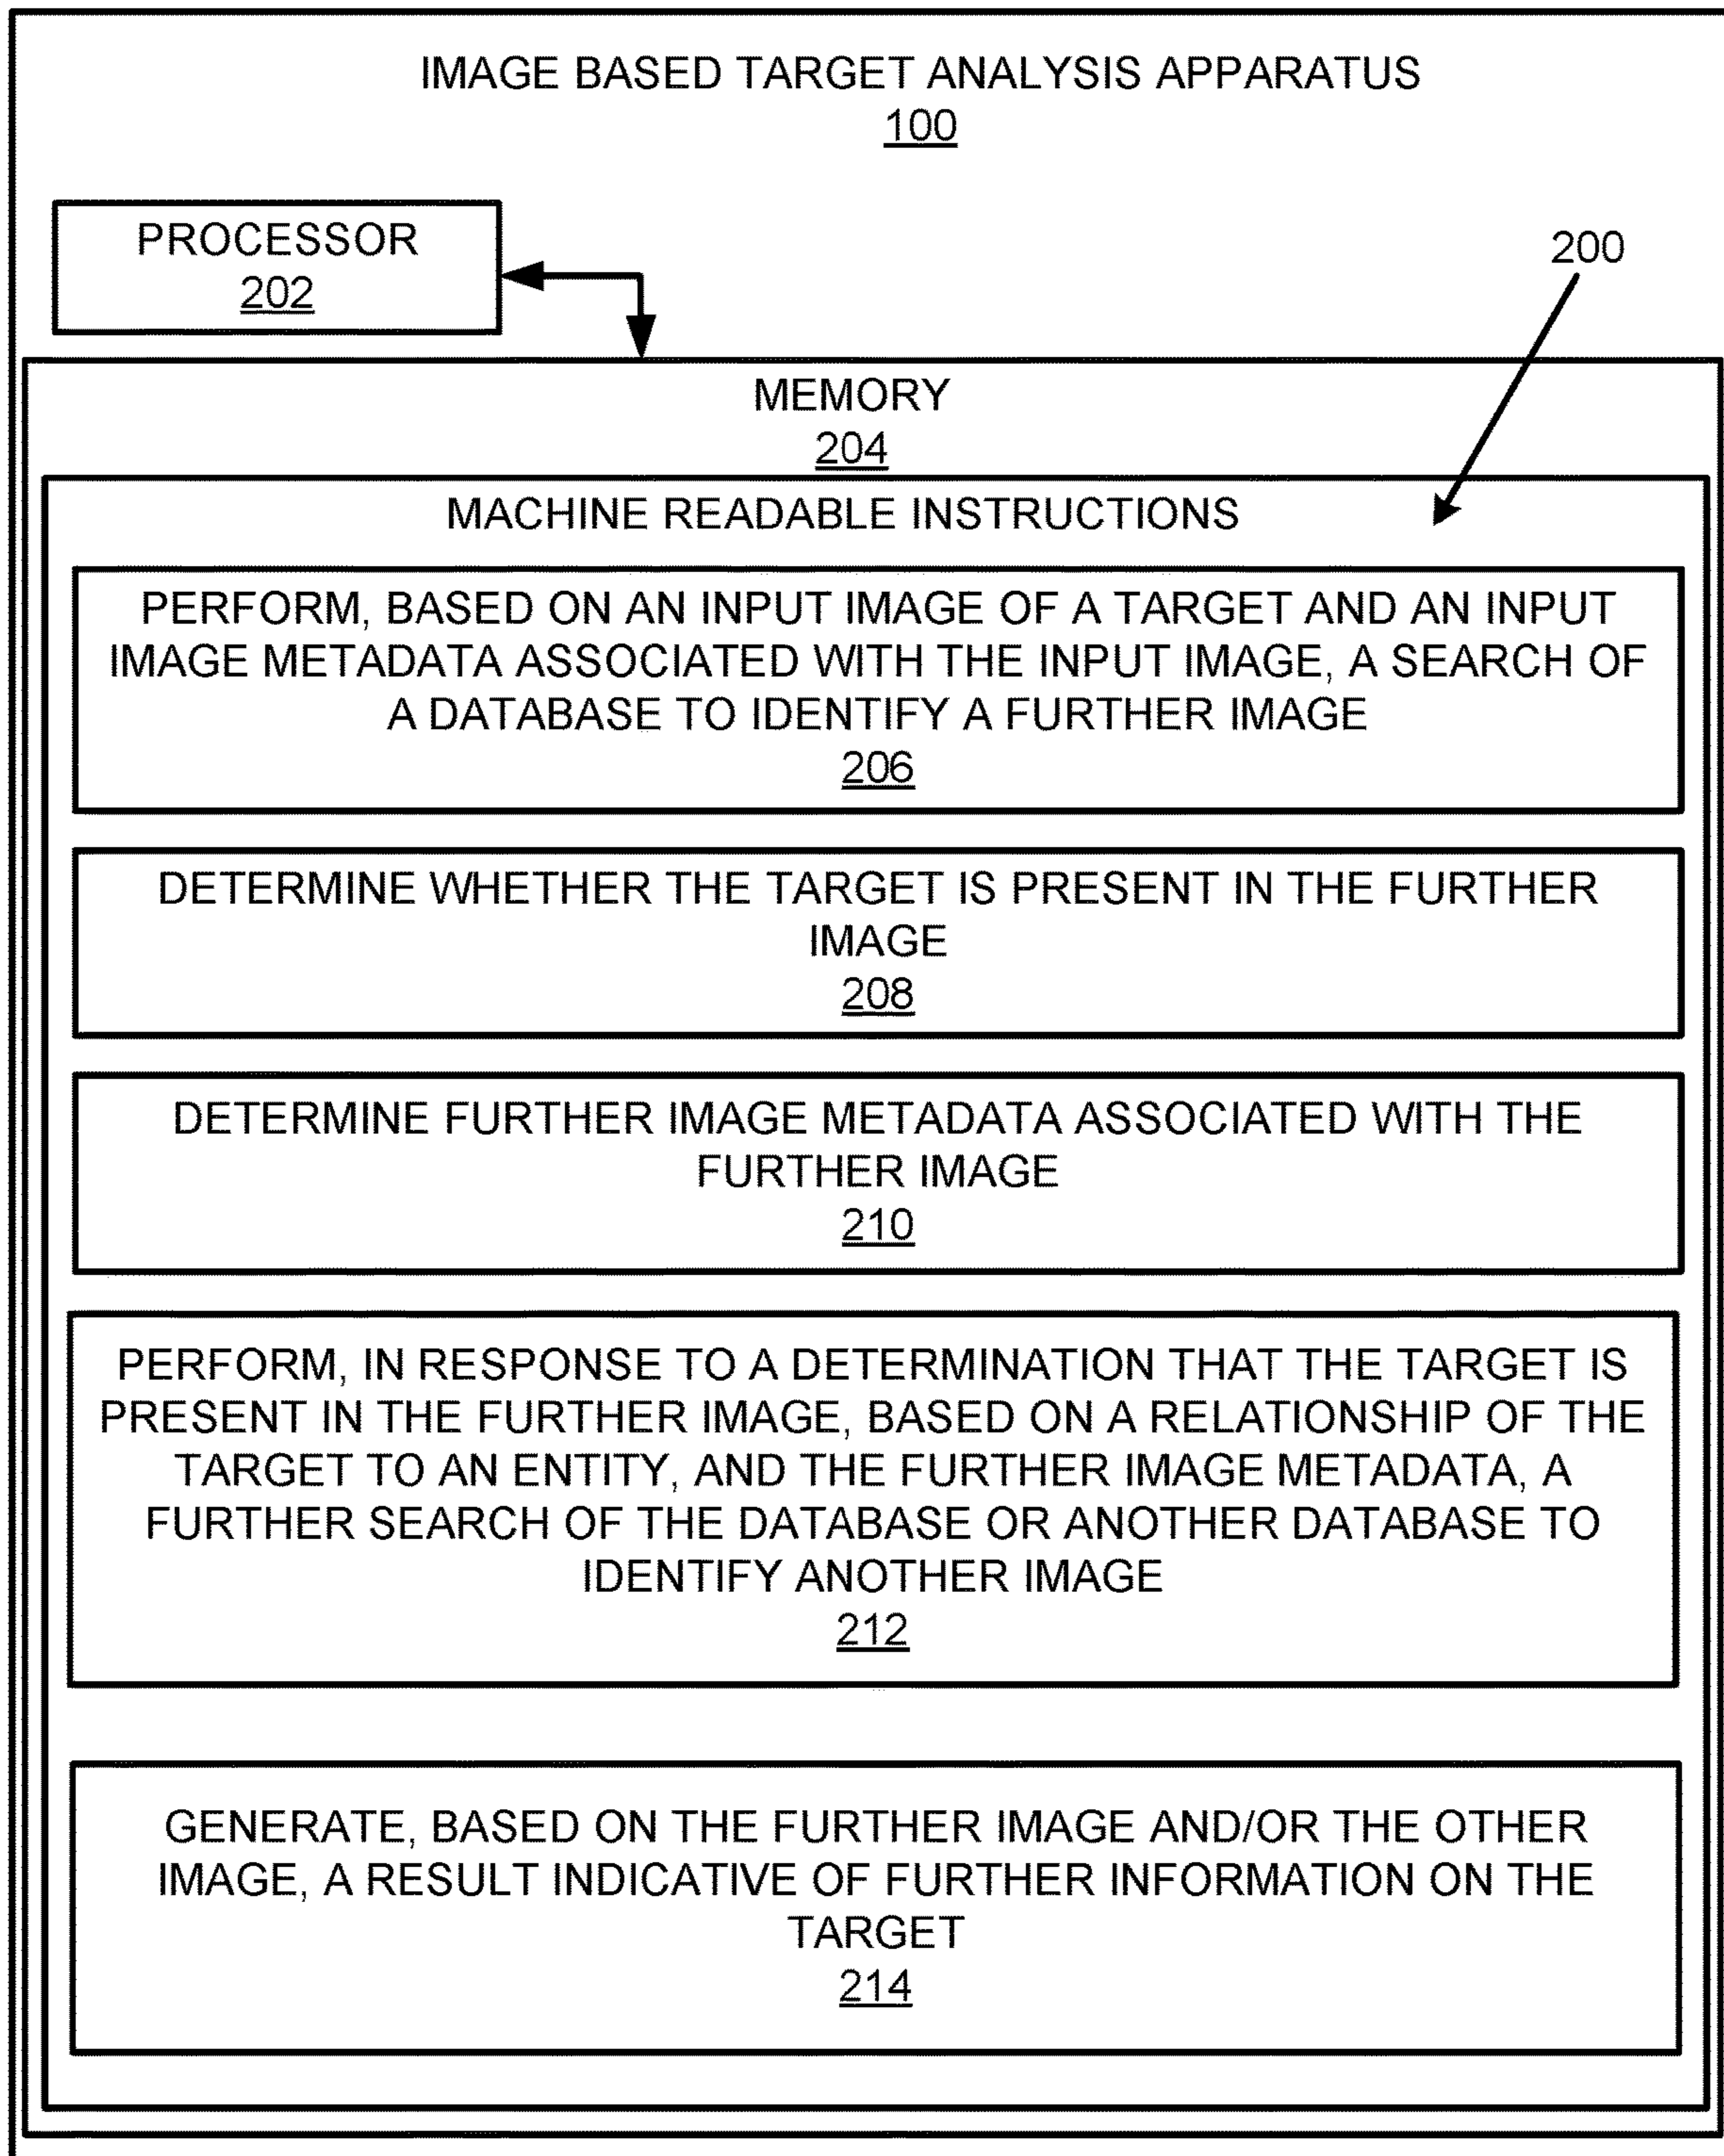 IMAGE BASED TARGET ANALYSIS APPARATUS
100
PROCESSOR
202
200
MEMORY
204
MACHINE READABLE INSTRUCTIONS
PERFORM, BASED ON AN INPUT IMAGE OF A TARGET AND AN INPUT
IMAGE METADATA ASSOCIATED WITH THE INPUT IMAGE, A SEARCH OF
A DATABASE TO IDENTIFY A FURTHER IMAGE
206
DETERMINE WHETHER THE TARGET IS PRESENT IN THE FURTHER
IMAGE
208
DETERMINE FURTHER IMAGE METADATA ASSOCIATED WITH THE
FURTHER IMAGE
210
PERFORM, IN RESPONSE TO A DETERMINATION THAT THE TARGET IS
PRESENT IN THE FURTHER IMAGE, BASED ON A RELATIONSHIP OF THE
TARGET TO AN ENTITY, AND THE FURTHER IMAGE METADATA, A
FURTHER SEARCH OF THE DATABASE OR ANOTHER DATABASE TO
IDENTIFY ANOTHER IMAGE
212
GENERATE, BASED ON THE FURTHER IMAGE AND/OR THE OTHER
IMAGE, A RESULT INDICATIVE OF FURTHER INFORMATION ON THE
TARGET
214